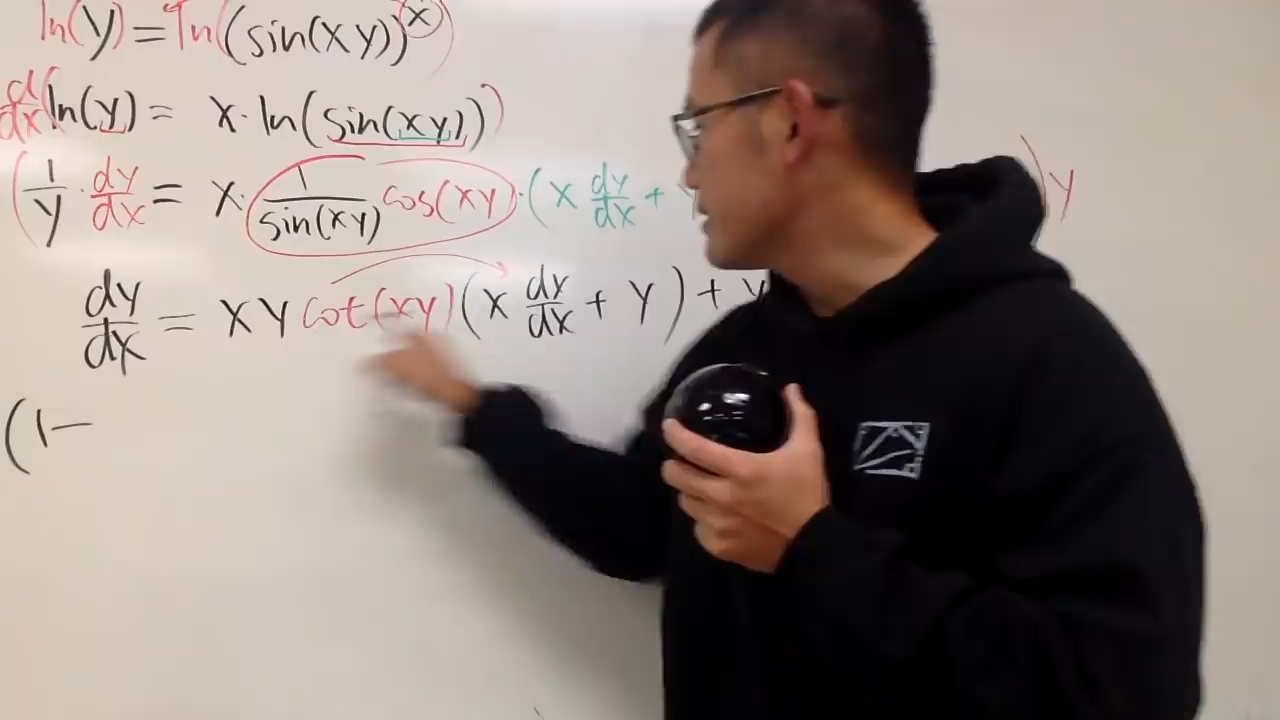 ln(y) = ln((sin(xy))^x)
d/dx(ln(y) = x·ln(sin(xy)))
(1/y · dy/dx = x· 1/sin(xy) cos(xy)·(x dy/dx + y )y
dy/dx = xy cot(xy)(x dy/dx + y) + y
(1-